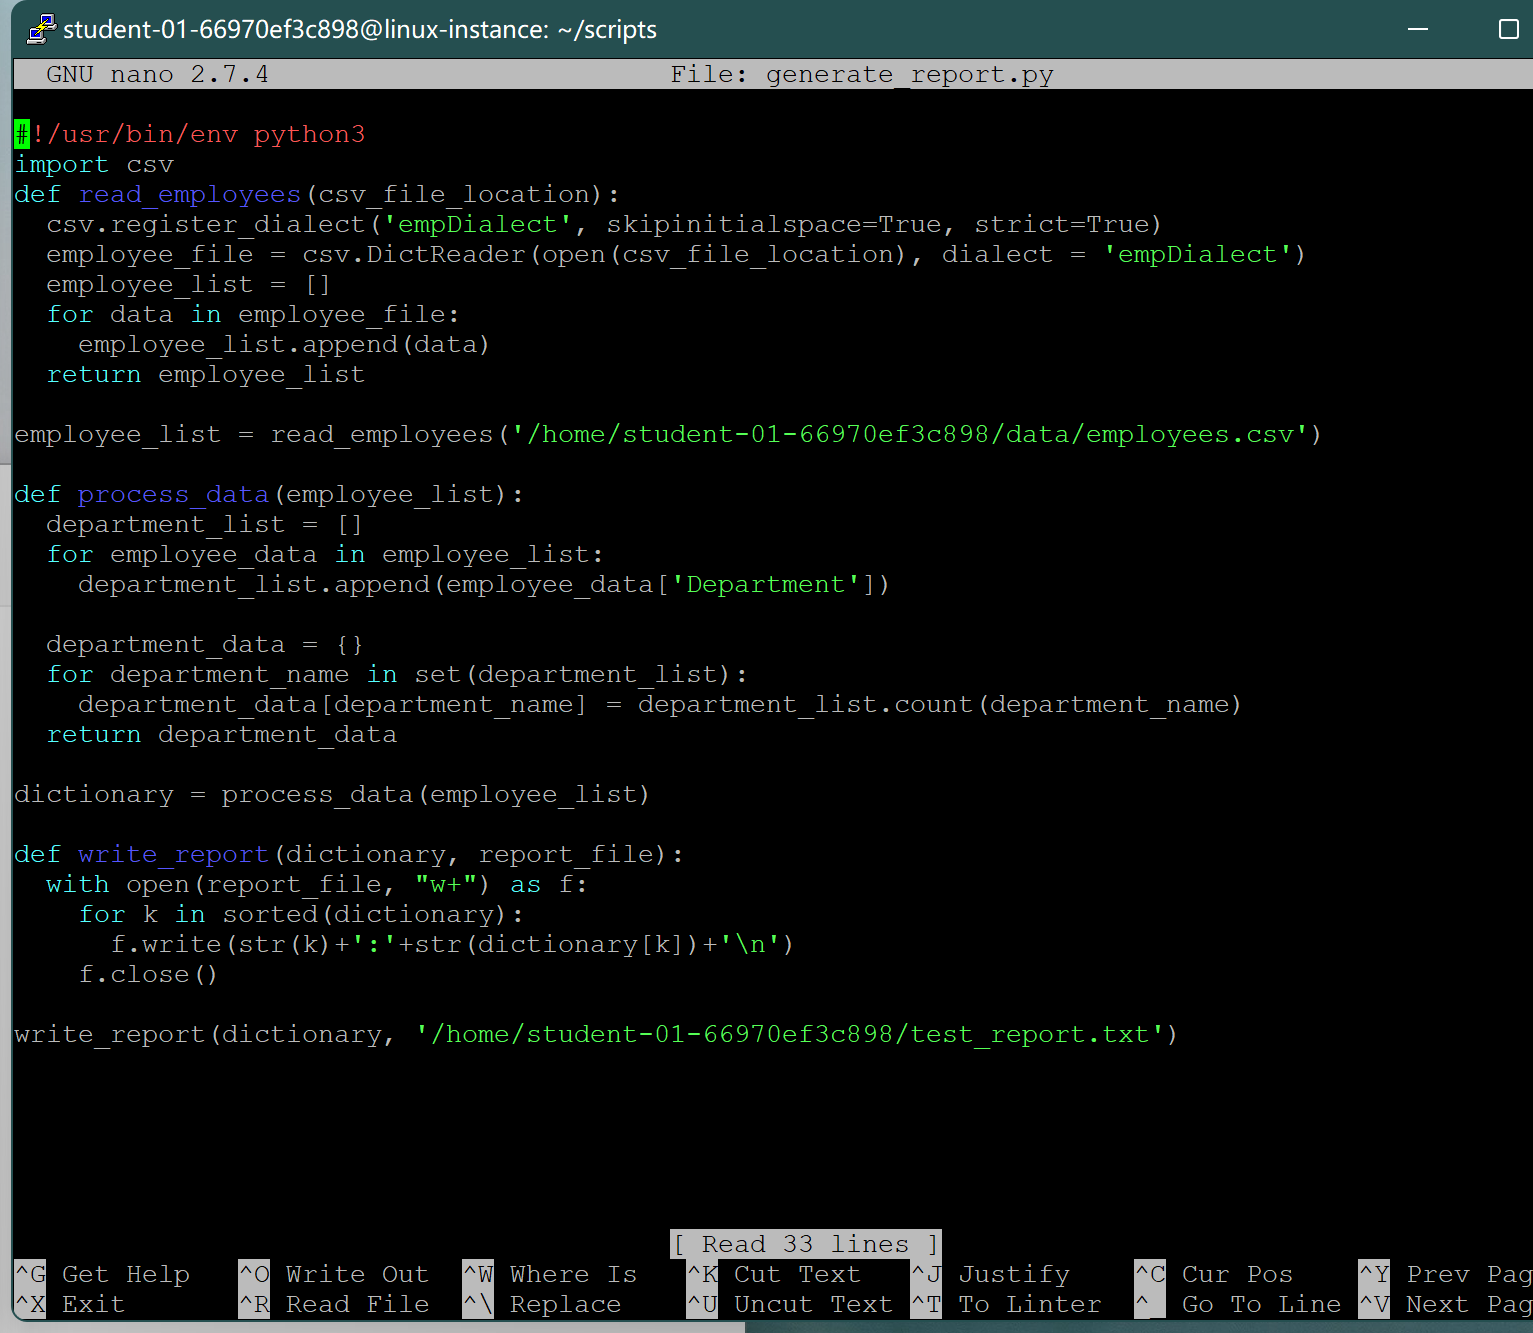 student-01-66970ef3c898@linux-instance: ~/scripts
GNU nano 2.7.4 File: generate_report.py
#!/usr/bin/env python3
import csv
def read_employees(csv_file_location):
  csv.register_dialect('empDialect', skipinitialspace=True, strict=True)
  employee_file = csv.DictReader(open(csv_file_location), dialect = 'empDialect')
  employee_list = []
  for data in employee_file:
    employee_list.append(data)
  return employee_list

employee_list = read_employees('/home/student-01-66970ef3c898/data/employees.csv')

def process_data(employee_list):
  department_list = []
  for employee_data in employee_list:
    department_list.append(employee_data['Department'])

  department_data = {}
  for department_name in set(department_list):
    department_data[department_name] = department_list.count(department_name)
  return department_data

dictionary = process_data(employee_list)

def write_report(dictionary, report_file):
  with open(report_file, "w+") as f:
    for k in sorted(dictionary):
      f.write(str(k)+':'+str(dictionary[k])+'\n')
    f.close()

write_report(dictionary, '/home/student-01-66970ef3c898/test_report.txt')

[ Read 33 lines ]
^G Get Help ^O Write Out ^W Where Is ^K Cut Text ^J Justify ^C Cur Pos ^Y Prev Pag
^X Exit ^R Read File ^\ Replace ^U Uncut Text ^T To Linter ^_ Go To Line ^V Next Pag